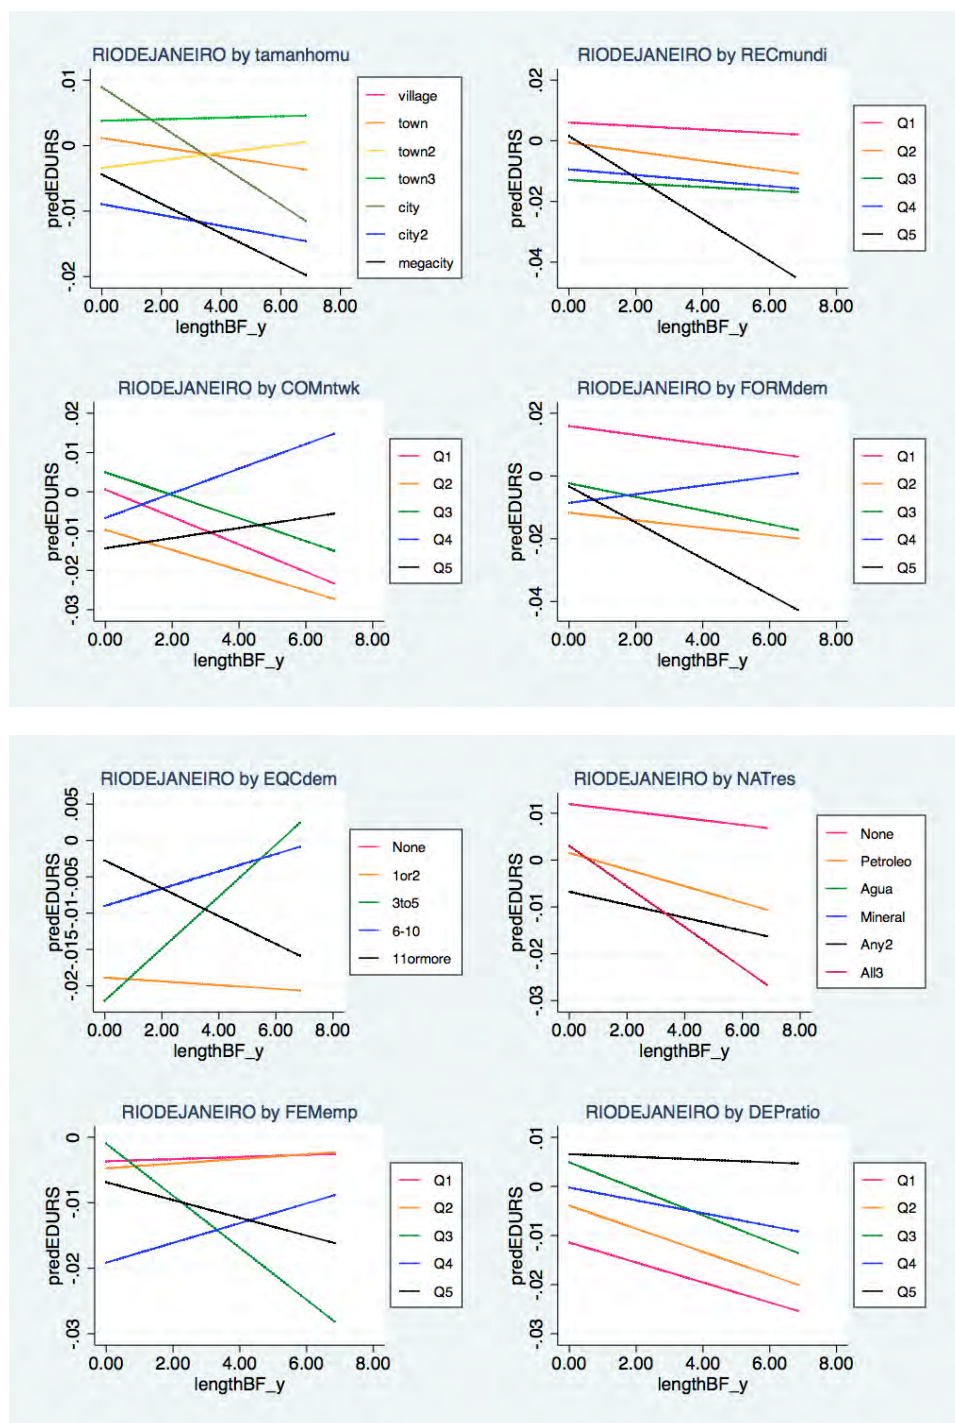 RIODEJANEIRO by tamanhomu
predEDURS
.01
0
-.01
-.02
0.00 2.00 4.00 6.00 8.00
lengthBF_y
village
town
town2
town3
city
city2
megacity
RIODEJANEIRO by RECmundi
predEDURS
.02
0
-.02
-.04
0.00 2.00 4.00 6.00 8.00
lengthBF_y
Q1
Q2
Q3
Q4
Q5
RIODEJANEIRO by COMntwk
predEDURS
.02
.01
0
-.01
-.02
-.03
0.00 2.00 4.00 6.00 8.00
lengthBF_y
Q1
Q2
Q3
Q4
Q5
RIODEJANEIRO by FORMdem
predEDURS
.02
0
-.02
-.04
0.00 2.00 4.00 6.00 8.00
lengthBF_y
Q1
Q2
Q3
Q4
Q5
RIODEJANEIRO by EQCdem
predEDURS
.005
0
-.005
-.01
-.015
-.02
0.00 2.00 4.00 6.00 8.00
lengthBF_y
None
1or2
3to5
6-10
11ormore
RIODEJANEIRO by NATres
predEDURS
.01
0
-.01
-.02
-.03
0.00 2.00 4.00 6.00 8.00
lengthBF_y
None
Petroleo
Agua
Mineral
Any2
All3
RIODEJANEIRO by FEMemp
predEDURS
0
-.01
-.02
-.03
0.00 2.00 4.00 6.00 8.00
lengthBF_y
Q1
Q2
Q3
Q4
Q5
RIODEJANEIRO by DEPratio
predEDURS
.01
0
-.01
-.02
-.03
0.00 2.00 4.00 6.00 8.00
lengthBF_y
Q1
Q2
Q3
Q4
Q5